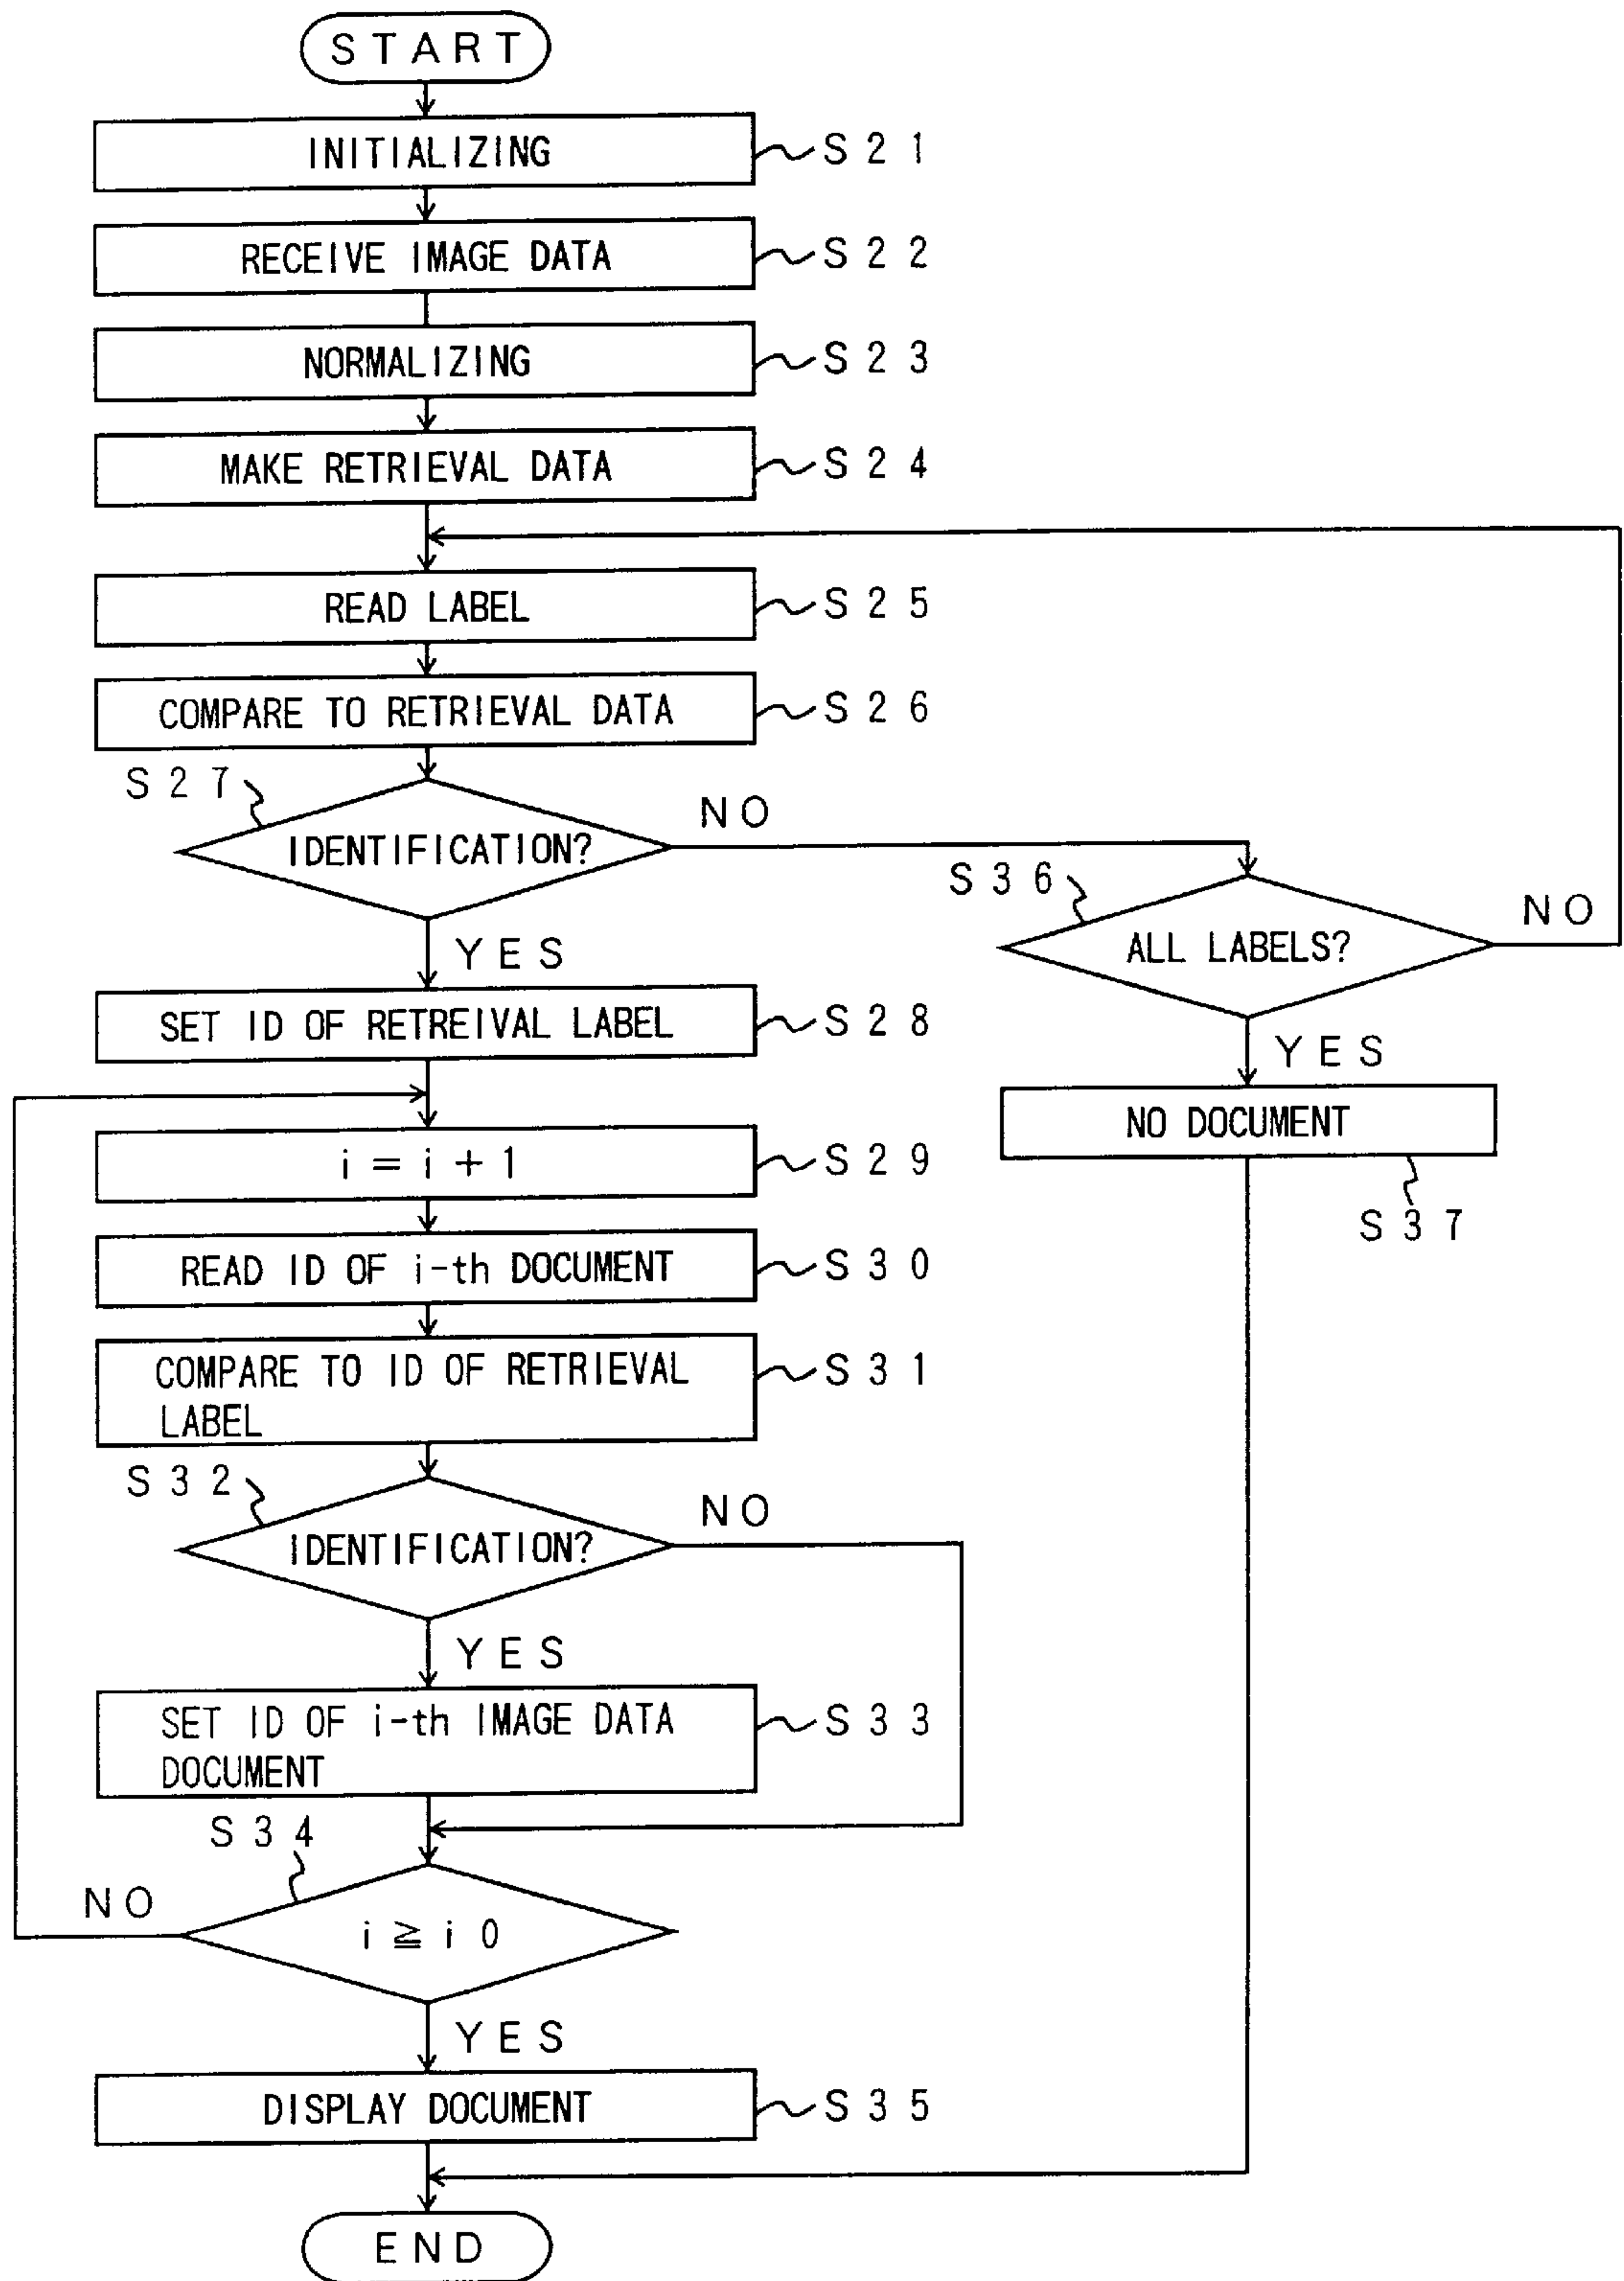 START
INITIALIZING
S21
RECEIVE IMAGE DATA
S22
NORMALIZING
S23
MAKE RETRIEVAL DATA
S24
READ LABEL
S25
COMPARE TO RETRIEVAL DATA
S26
S27
IDENTIFICATION?
NO
S36
ALL LABELS?
NO
YES
SET ID OF RETREIVAL LABEL
S28
YES
NO DOCUMENT
S37
i = i + 1
S29
READ ID OF i-th DOCUMENT
S30
COMPARE TO ID OF RETRIEVAL
LABEL
S31
S32
IDENTIFICATION?
NO
YES
SET ID OF i-th IMAGE DATA
DOCUMENT
S33
S34
NO
i ≧ i 0
YES
DISPLAY DOCUMENT
S35
END